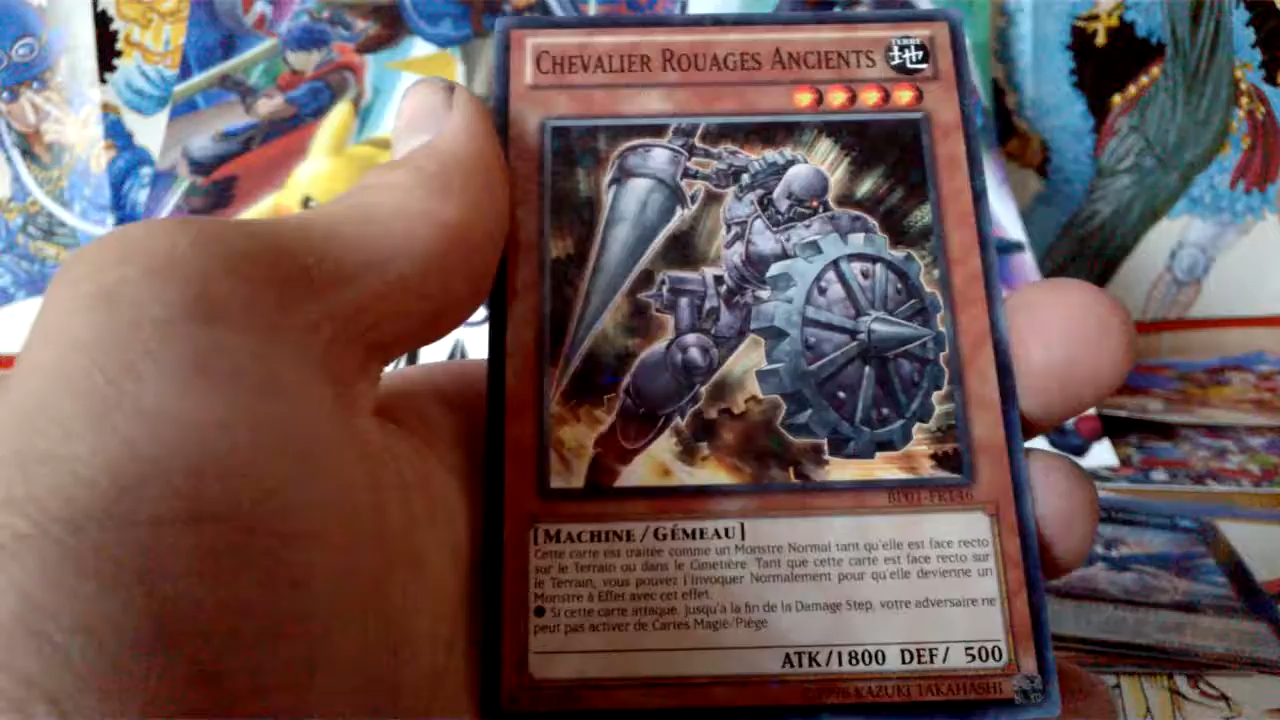 CHEVALIER ROUAGES ANCIENTS
TERRE
地
BP01-FR146
[MACHINE/GÉMEAU]
Cette carte est traitée comme un Monstre Normal tant qu'elle est face recto
sur le Terrain ou dans le Cimetière. Tant que cette carte est face recto sur
le Terrain, vous pouvez l'Invoquer Normalement pour qu'elle devienne un
Monstre à Effet avec cet effet.
● Si cette carte attaque, jusqu'à la fin de la Damage Step, votre adversaire ne
peut pas activer de Cartes Magie/Piège
ATK/1800 DEF/ 500
©1996 KAZUKI TAKAHASHI